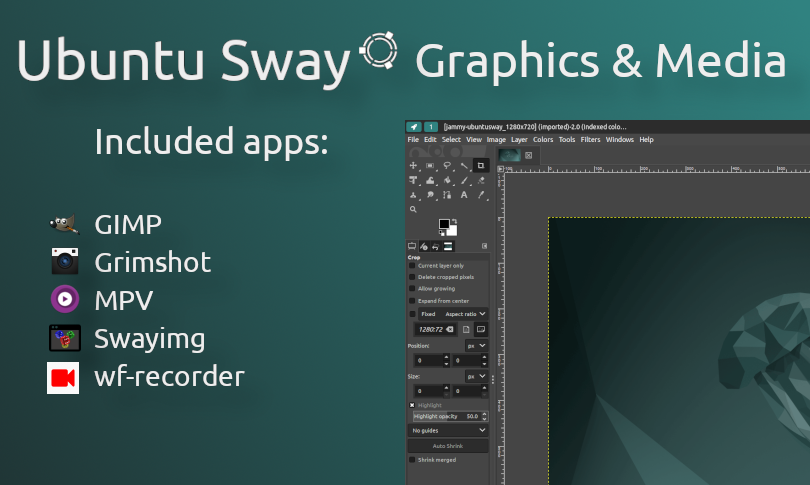 Ubuntu Sway Graphics & Media
Included apps:
GIMP
Grimshot
MPV
Swayimg
wf-recorder
1 [jammy-ubuntusway_1280x720] (imported)-2.0 (indexed colo...
File Edit Select View Image Layer Colors Tools Filters Windows Help
Crop
Current layer only
Delete cropped pixels
Allow growing
Expand from center
Fixed Aspect ratio
1280:72
Position: px
0 0
Size: px
0 0
Highlight
Highlight opacity 50.0
No guides
Auto Shrink
Shrink merged